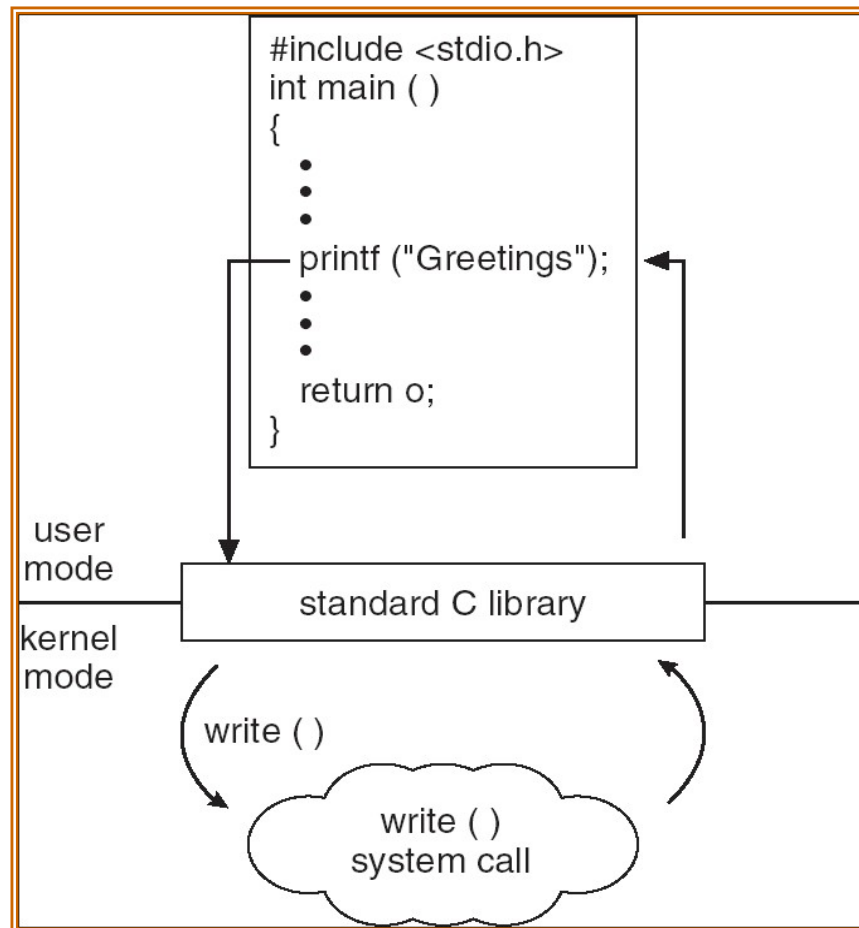 #include <stdio.h>
int main ( )
{
•
•
•
printf ("Greetings");
•
•
•
return o;
}
user
mode
standard C library
kernel
mode
write ( )
write ( )
system call